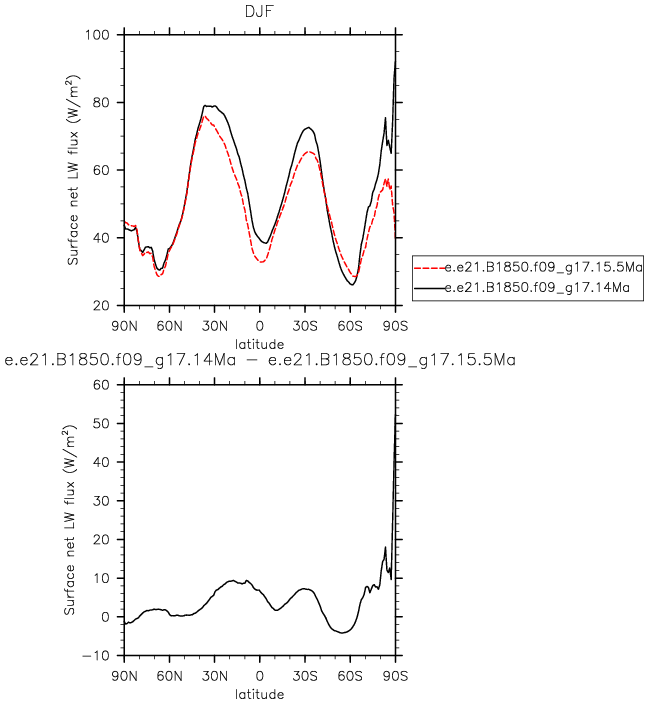 DJF
100
80
60
40
20
Surface net LW flux (W/m²)
90N 60N 30N 0 30S 60S 90S
latitude
e.e21.B1850.f09_g17.15.5Ma
e.e21.B1850.f09_g17.14Ma
e.e21.B1850.f09_g17.14Ma − e.e21.B1850.f09_g17.15.5Ma
60
50
40
30
20
10
0
−10
Surface net LW flux (W/m²)
90N 60N 30N 0 30S 60S 90S
latitude